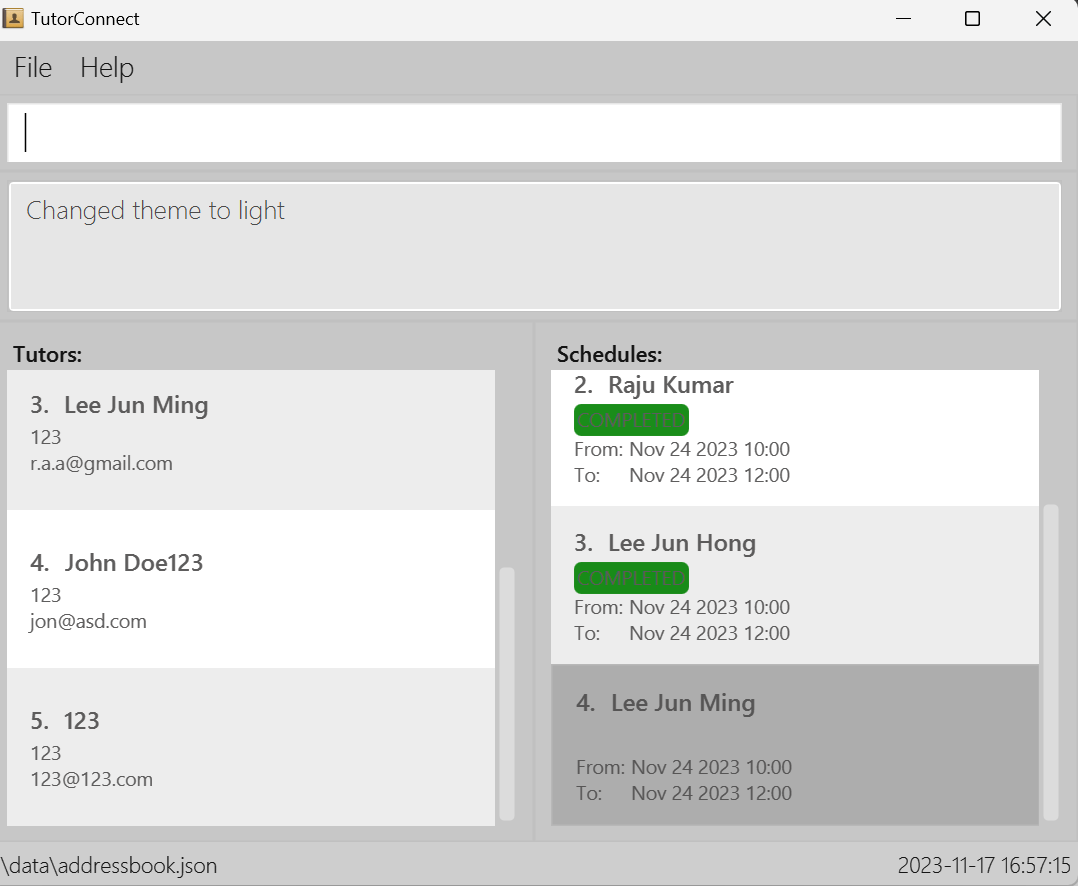 TutorConnect
File Help
Changed theme to light
Tutors:
3. Lee Jun Ming
123
r.a.a@gmail.com
4. John Doe123
123
jon@asd.com
5. 123
123
123@123.com
Schedules:
2. Raju Kumar
COMPLETED
From: Nov 24 2023 10:00
To: Nov 24 2023 12:00
3. Lee Jun Hong
COMPLETED
From: Nov 24 2023 10:00
To: Nov 24 2023 12:00
4. Lee Jun Ming
From: Nov 24 2023 10:00
To: Nov 24 2023 12:00
\data\addressbook.json
2023-11-17 16:57:15